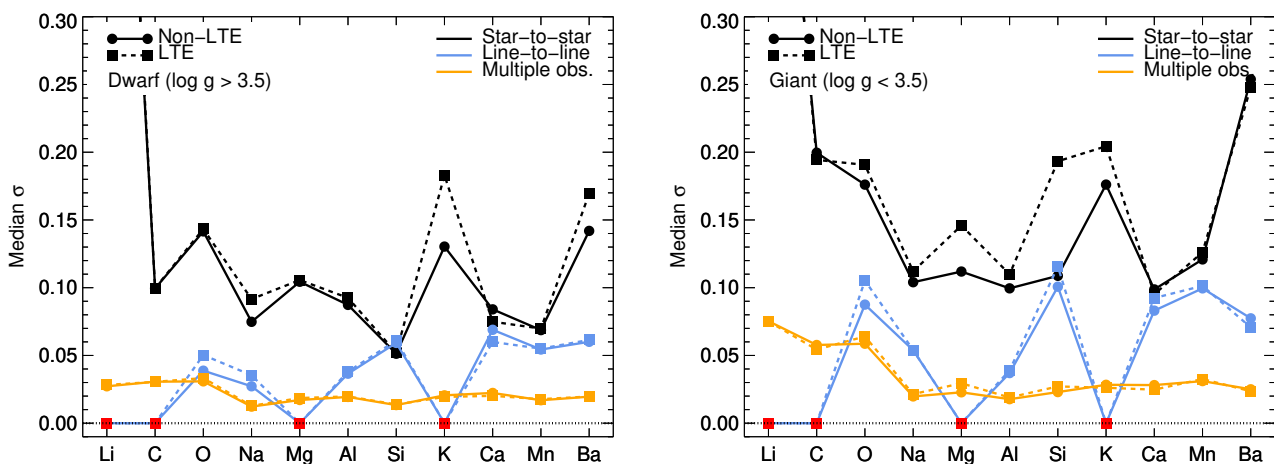 0.30
0.25
0.20
0.15
0.10
0.05
0.00
Median σ
Non−LTE
LTE
Dwarf (log g > 3.5)
Star−to−star
Line−to−line
Multiple obs.
Li C O Na Mg Al Si K Ca Mn Ba
0.30
0.25
0.20
0.15
0.10
0.05
0.00
Median σ
Non−LTE
LTE
Giant (log g < 3.5)
Star−to−star
Line−to−line
Multiple obs.
Li C O Na Mg Al Si K Ca Mn Ba